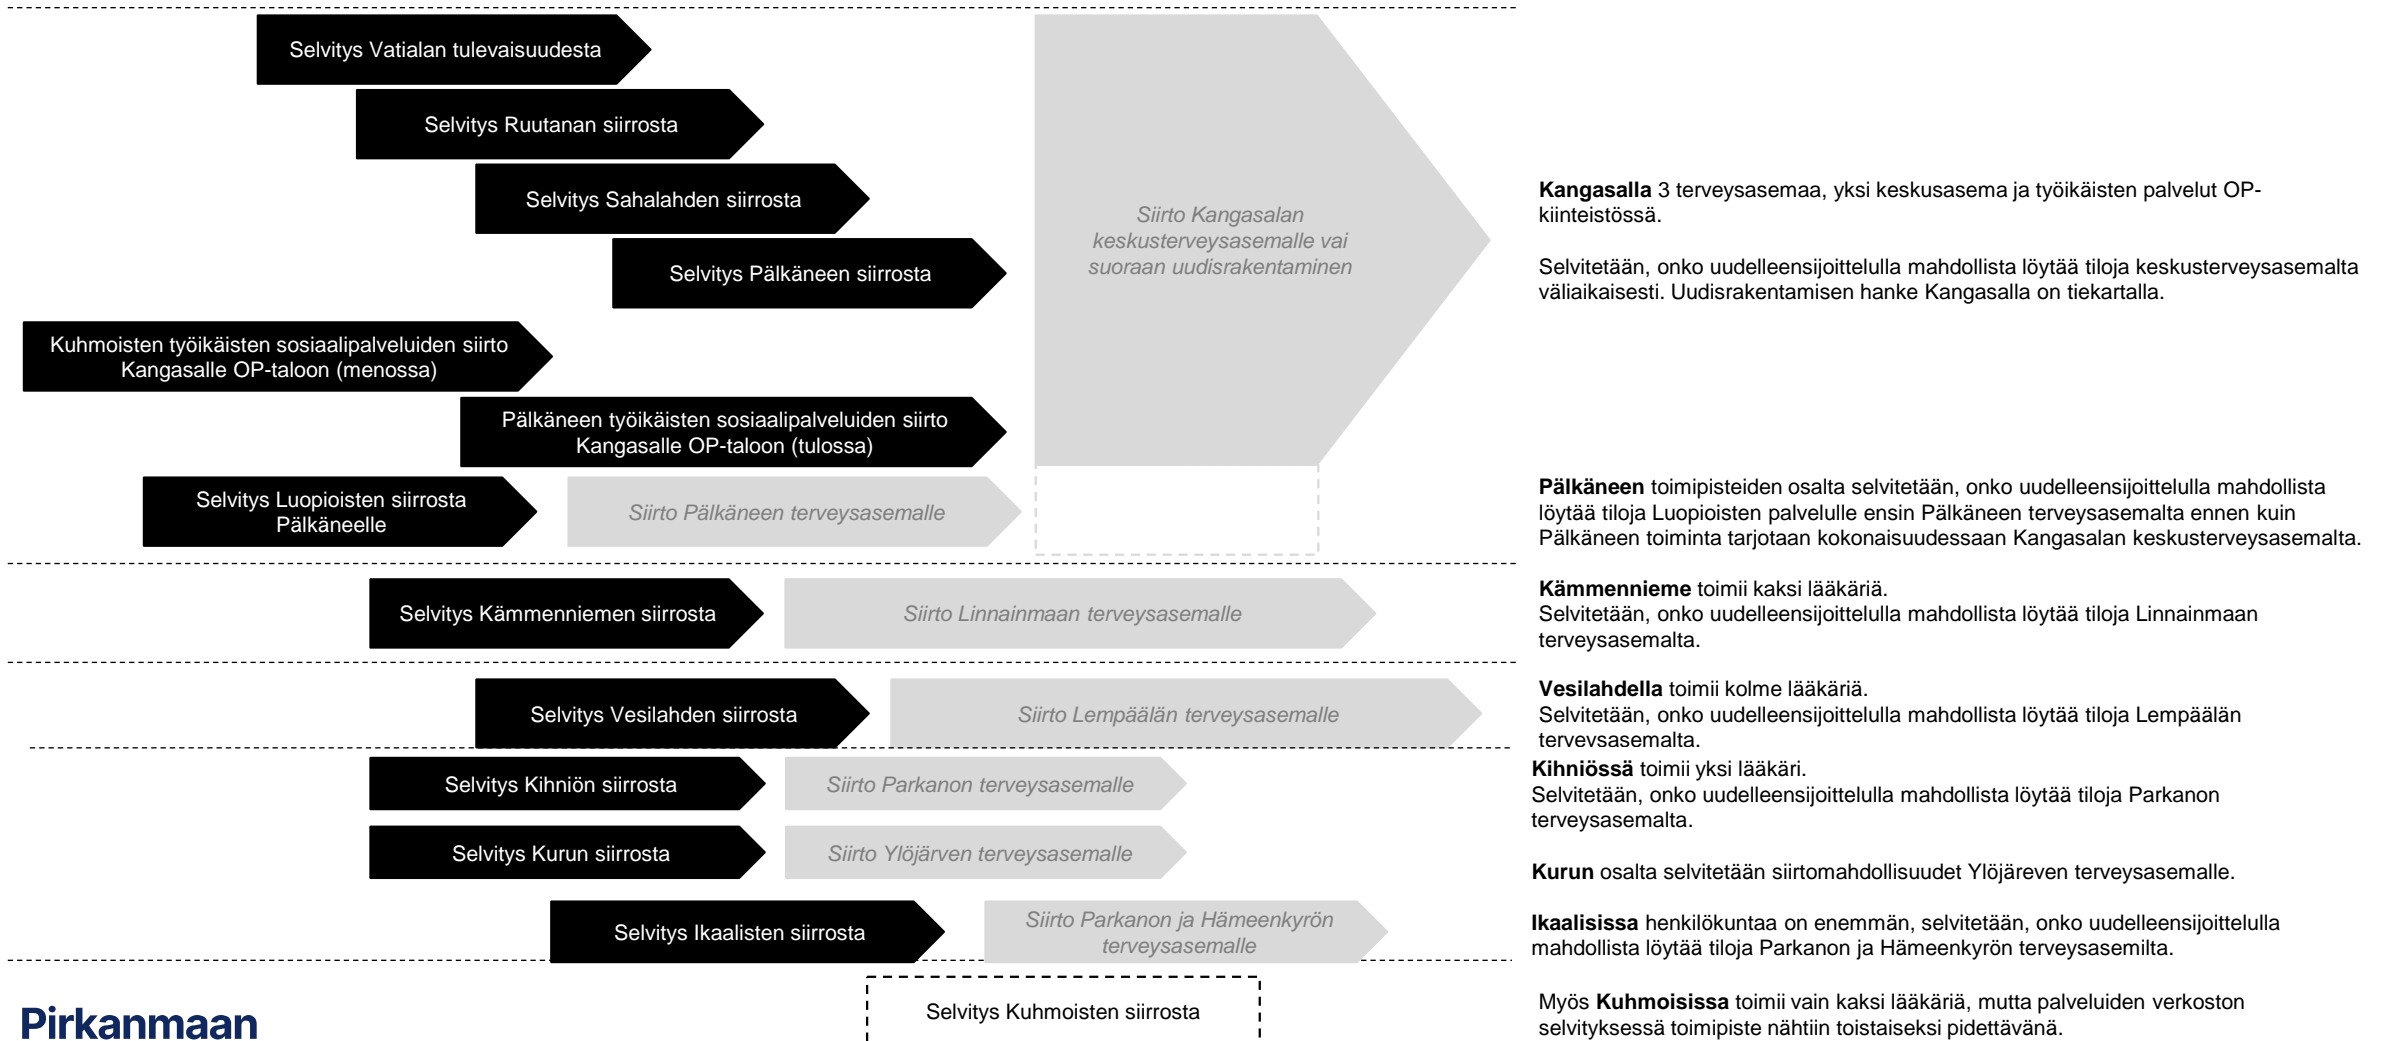 Selvitys Vatialan tulevaisuudesta
Selvitys Ruutanan siirrosta
Selvitys Sahalahden siirrosta
Selvitys Pälkäneen siirrosta
Siirto Kangasalan
keskusterveysasemalle vai
suoraan uudisrakentaminen
Kangasalla 3 terveysasemaa, yksi keskusasema ja työikäisten palvelut OP-
kiinteistössä.
Selvitetään, onko uudelleensijoittelulla mahdollista löytää tiloja keskusterveysasemalta
väliaikaisesti. Uudisrakentamisen hanke Kangasalla on tiekartalla.
Kuhmoisten työikäisten sosiaalipalveluiden siirto
Kangasalle OP-taloon (menossa)
Pälkäneen työikäisten sosiaalipalveluiden siirto
Kangasalle OP-taloon (tulossa)
Selvitys Luopioisten siirrosta
Pälkäneelle
Siirto Pälkäneen terveysasemalle
Pälkäneen toimipisteiden osalta selvitetään, onko uudelleensijoittelulla mahdollista
löytää tiloja Luopioisten palvelulle ensin Pälkäneen terveysasemalta ennen kuin
Pälkäneen toiminta tarjotaan kokonaisuudessaan Kangasalan keskusterveysasemalta.
Selvitys Kämmenniemen siirrosta
Siirto Linnainmaan terveysasemalle
Kämmennieme toimii kaksi lääkäriä.
Selvitetään, onko uudelleensijoittelulla mahdollista löytää tiloja Linnainmaan
terveysasemalta.
Selvitys Vesilahden siirrosta
Siirto Lempäälän terveysasemalle
Vesilahdella toimii kolme lääkäriä.
Selvitetään, onko uudelleensijoittelulla mahdollista löytää tiloja Lempäälän
terveysasemalta.
Selvitys Kihniön siirrosta
Siirto Parkanon terveysasemalle
Kihniössä toimii yksi lääkäri.
Selvitetään, onko uudelleensijoittelulla mahdollista löytää tiloja Parkanon
terveysasemalta.
Selvitys Kurun siirrosta
Siirto Ylöjärven terveysasemalle
Kurun osalta selvitetään siirtomahdollisuudet Ylöjäreven terveysasemalle.
Selvitys Ikaalisten siirrosta
Siirto Parkanon ja Hämeenkyrön
terveysasemalle
Ikaalisissa henkilökuntaa on enemmän, selvitetään, onko uudelleensijoittelulla
mahdollista löytää tiloja Parkanon ja Hämeenkyrön terveysasemilta.
Selvitys Kuhmoisten siirrosta
Myös Kuhmoisissa toimii vain kaksi lääkäriä, mutta palveluiden verkoston
selvityksessä toimipiste nähtiin toistaiseksi pidettävänä.
Pirkanmaan